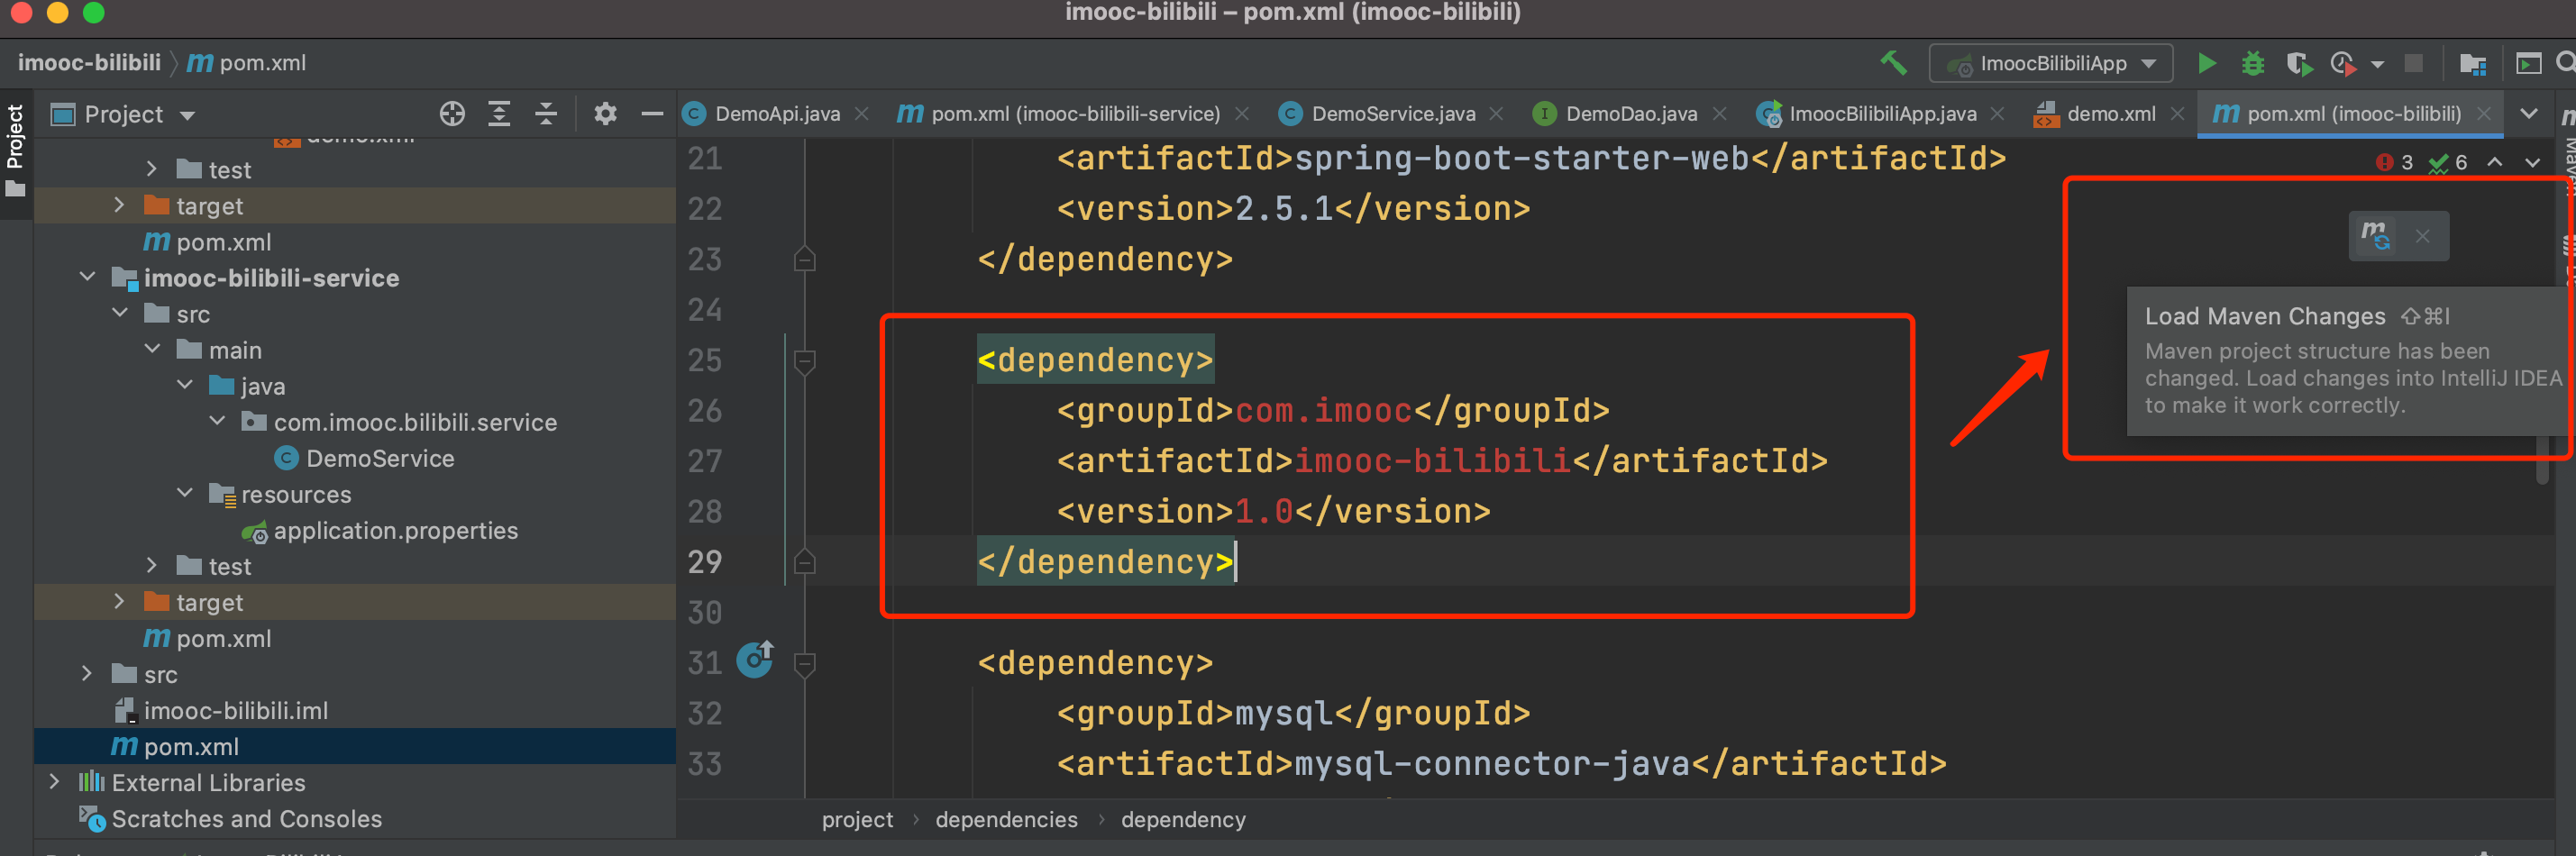 imooc-bilibili – pom.xml (imooc-bilibili)
imooc-bilibili pom.xml
ImoocBilibiliApp
Project
Project
DemoApi.java
pom.xml (imooc-bilibili-service)
DemoService.java
DemoDao.java
ImoocBilibiliApp.java
demo.xml
pom.xml (imooc-bilibili)
Maven
demo.xml
test
target
pom.xml
imooc-bilibili-service
src
main
java
com.imooc.bilibili.service
DemoService
resources
application.properties
test
target
pom.xml
src
imooc-bilibili.iml
pom.xml
External Libraries
Scratches and Consoles
3 6
21 <artifactId>spring-boot-starter-web</artifactId>
22 <version>2.5.1</version>
23 </dependency>
24
25 <dependency>
26 <groupId>com.imooc</groupId>
27 <artifactId>imooc-bilibili</artifactId>
28 <version>1.0</version>
29 </dependency>
30
31 <dependency>
32 <groupId>mysql</groupId>
33 <artifactId>mysql-connector-java</artifactId>
Load Maven Changes ⇧⌘I
Maven project structure has been
changed. Load changes into IntelliJ IDEA
to make it work correctly.
project › dependencies › dependency